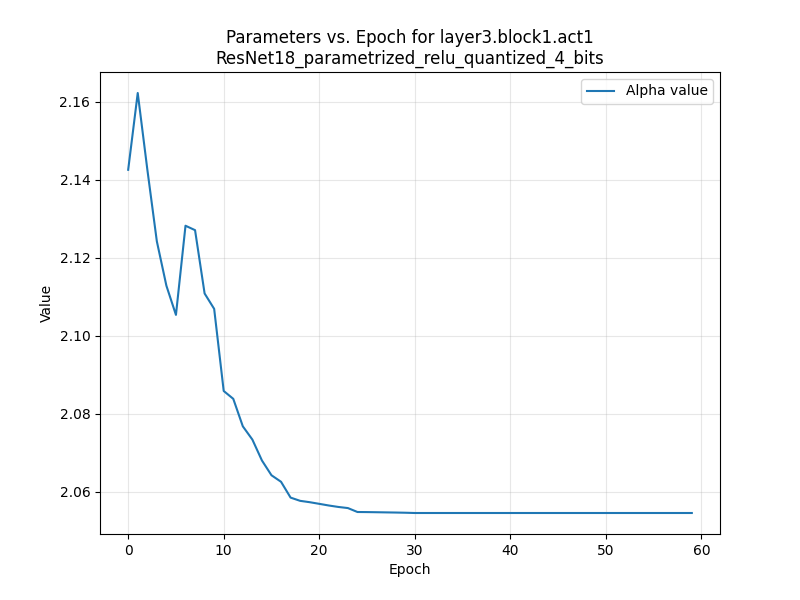 Parameters vs. Epoch for layer3.block1.act1
ResNet18_parametrized_relu_quantized_4_bits
Alpha value
2.16
2.14
2.12
2.10
2.08
2.06
Value
0 10 20 30 40 50 60
Epoch